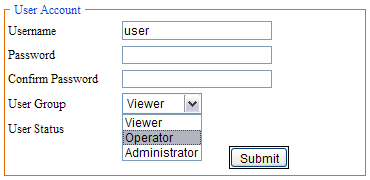 User Account
Username user
Password
Confirm Password
User Group Viewer
Viewer
User Status
Operator
Administrator
Submit